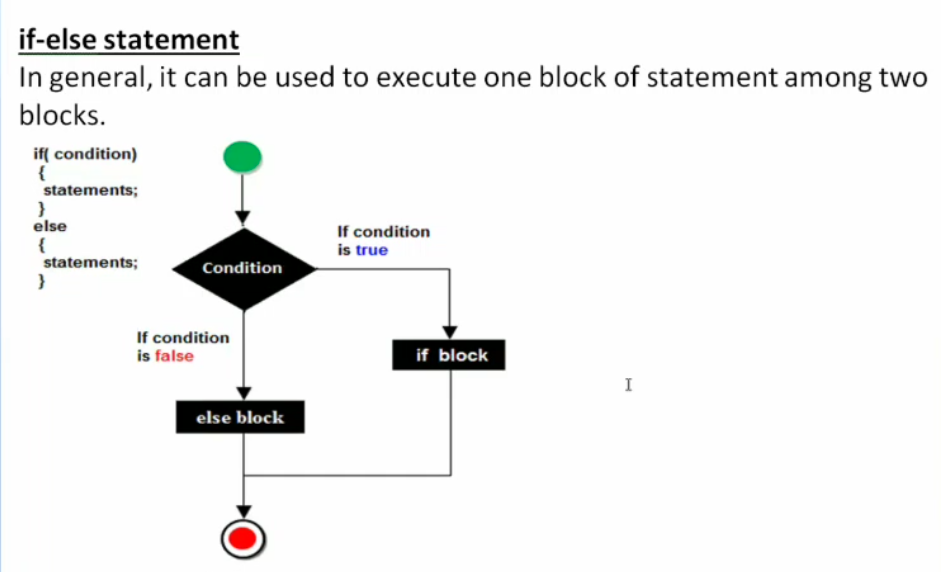 if-else statement
In general, it can be used to execute one block of statement among two
blocks.
if( condition)
{
statements;
}
else
{
statements;
}
If condition
is true
Condition
If condition
is false
if block
else block